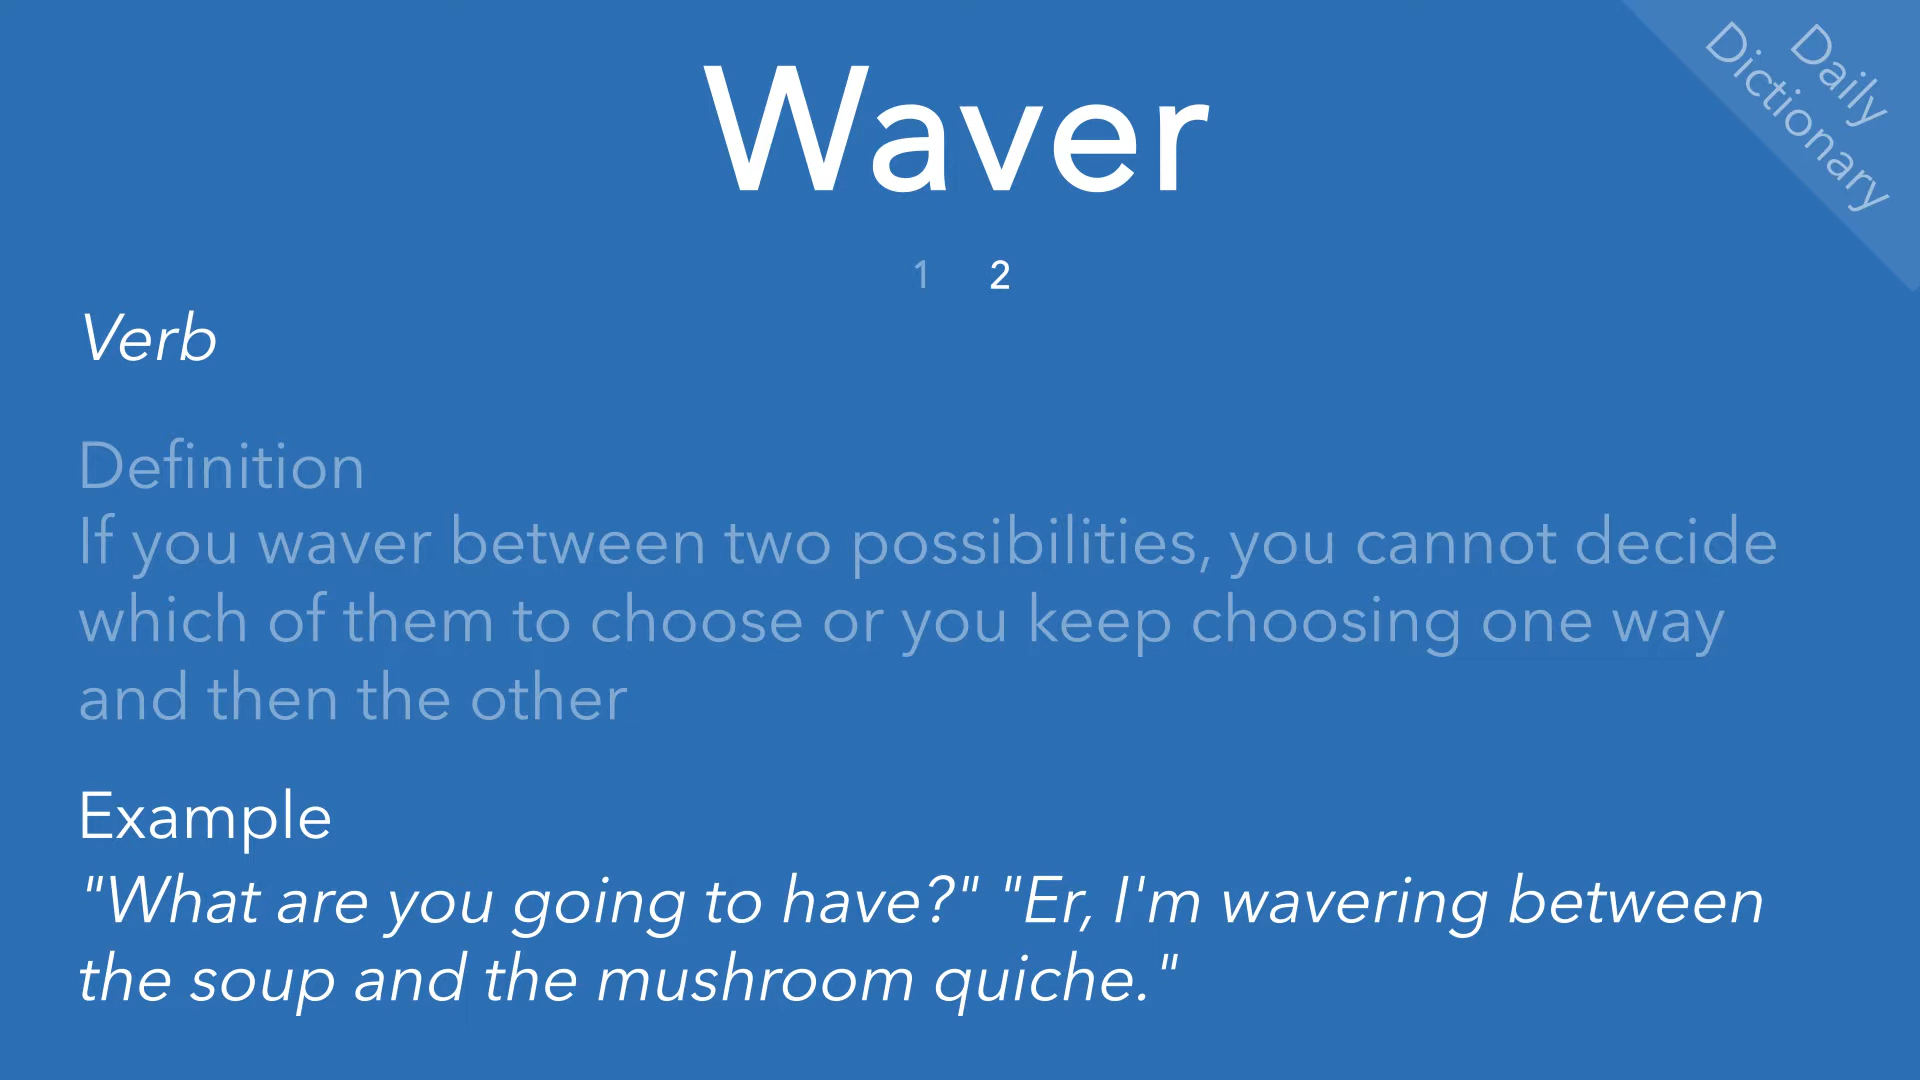 Waver
Daily
Dictionary
1 2
Verb
Definition
If you waver between two possibilities, you cannot decide
which of them to choose or you keep choosing one way
and then the other
Example
"What are you going to have?" "Er, I'm wavering between
the soup and the mushroom quiche."